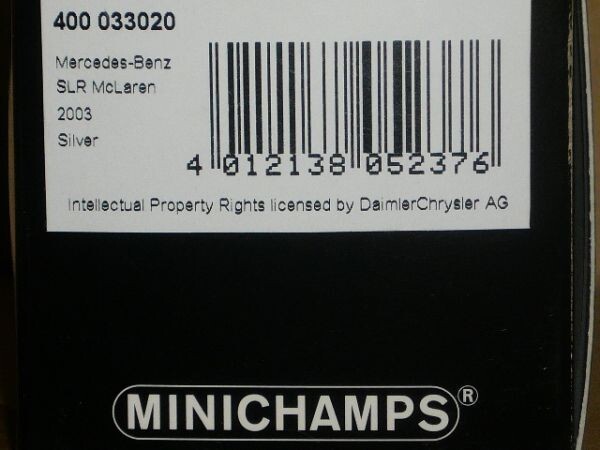 400 033020
Mercedes-Benz
SLR McLaren
2003
Silver
4 012138 052376
Intellectual Property Rights licensed by DaimlerChrysler AG
MINICHAMPS®